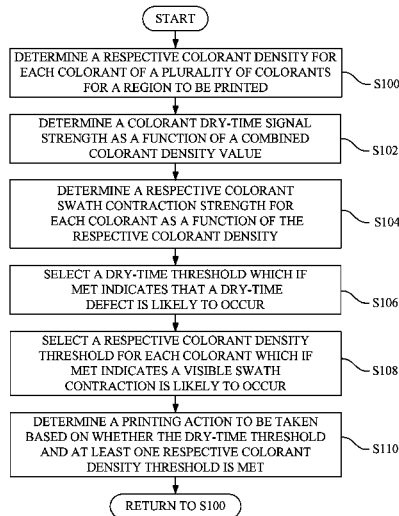 START
DETERMINE A RESPECTIVE COLORANT DENSITY FOR
EACH COLORANT OF A PLURALITY OF COLORANTS
FOR A REGION TO BE PRINTED
S100
DETERMINE A COLORANT DRY-TIME SIGNAL
STRENGTH AS A FUNCTION OF A COMBINED
COLORANT DENSITY VALUE
S102
DETERMINE A RESPECTIVE COLORANT
SWATH CONTRACTION STRENGTH FOR
EACH COLORANT AS A FUNCTION OF THE
RESPECTIVE COLORANT DENSITY
S104
SELECT A DRY-TIME THRESHOLD WHICH IF
MET INDICATES THAT A DRY-TIME
DEFECT IS LIKELY TO OCCUR
S106
SELECT A RESPECTIVE COLORANT DENSITY
THRESHOLD FOR EACH COLORANT WHICH IF
MET INDICATES A VISIBLE SWATH
CONTRACTION IS LIKELY TO OCCUR
S108
DETERMINE A PRINTING ACTION TO BE TAKEN
BASED ON WHETHER THE DRY-TIME THRESHOLD
AND AT LEAST ONE RESPECTIVE COLORANT
DENSITY THRESHOLD IS MET
S110
RETURN TO S100